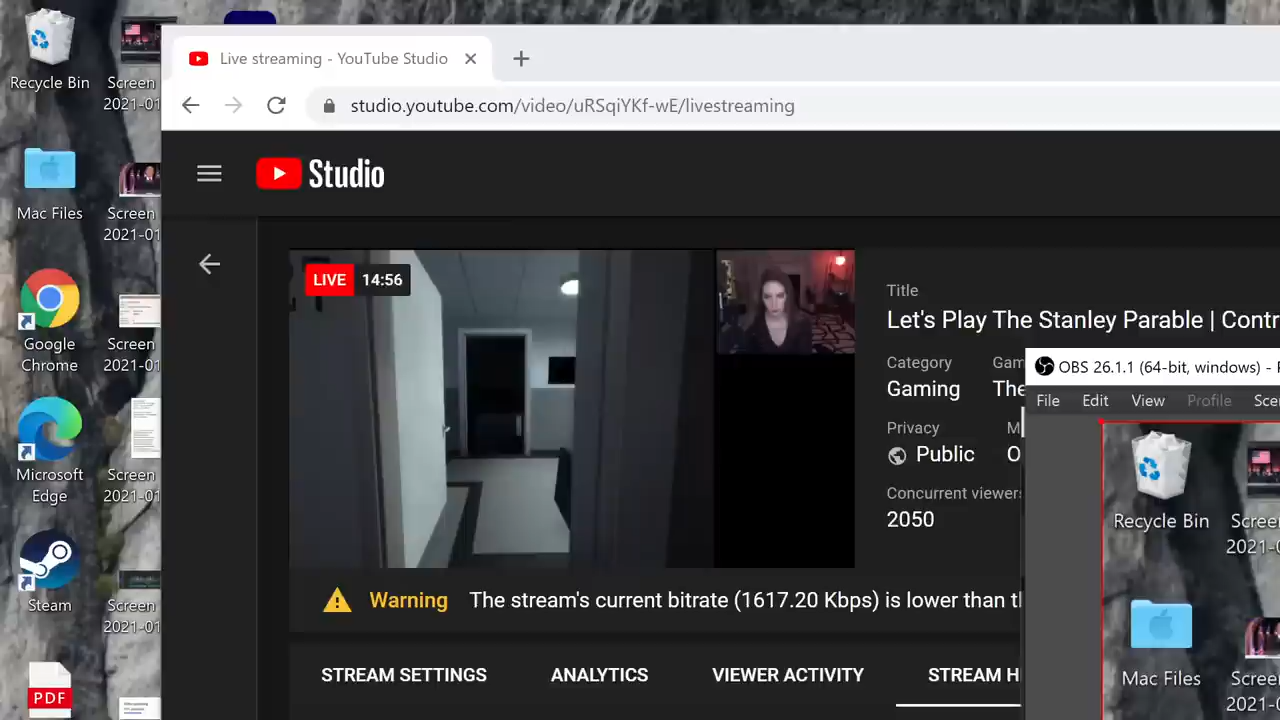 Recycle Bin
Screen
2021-01
Mac Files
Screen
2021-01
Google
Chrome
Screen
2021-01
Microsoft
Edge
Screen
2021-01
Steam
Screen
2021-01
PDF
Live streaming - YouTube Studio
studio.youtube.com/video/uRSqiYKf-wE/livestreaming
Studio
LIVE 14:56
Title
Let's Play The Stanley Parable | Contr
Category Gam
Gaming The
Privacy M
Public O
Concurrent viewers
2050
Warning The stream's current bitrate (1617.20 Kbps) is lower than th
STREAM SETTINGS ANALYTICS VIEWER ACTIVITY STREAM H
OBS 26.1.1 (64-bit, windows) - P
File Edit View Profile Scen
Recycle Bin
Screen
2021-0
Mac Files
Screen
2021-0